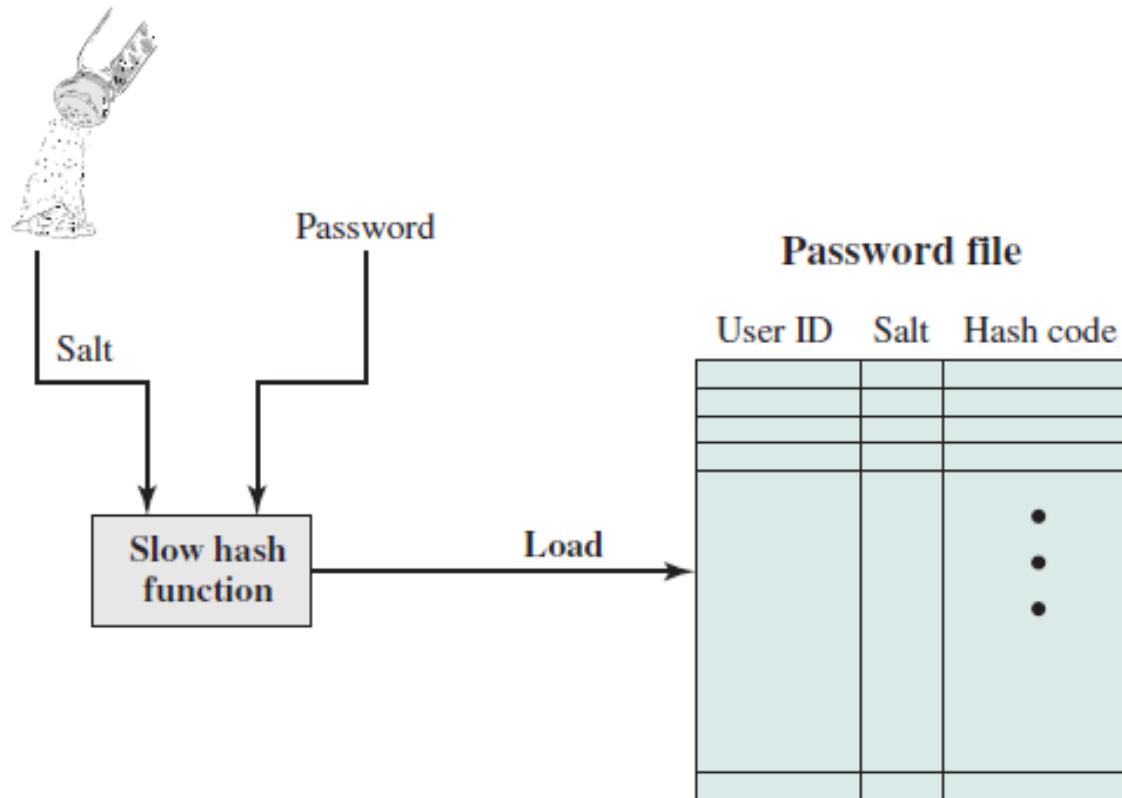 Password
Password file
Salt
User ID Salt Hash code
Slow hash
function
Load